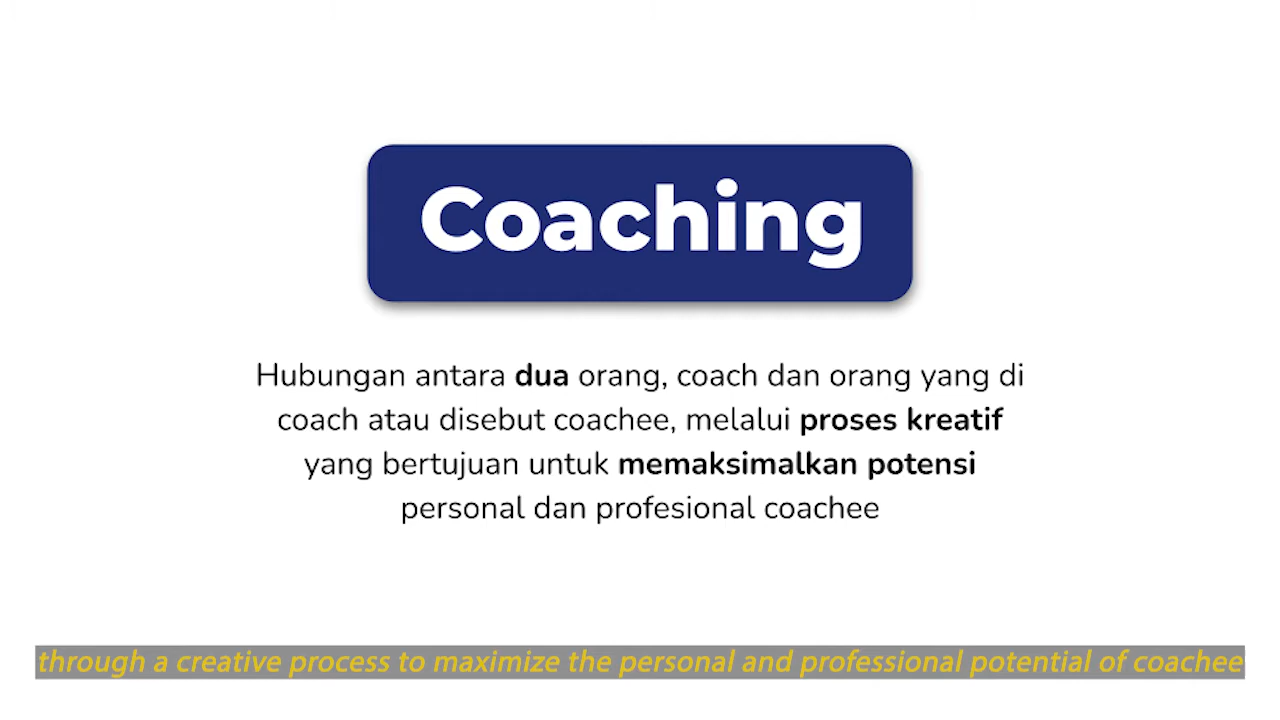 Coaching
Hubungan antara dua orang, coach dan orang yang di
coach atau disebut coachee, melalui proses kreatif
yang bertujuan untuk memaksimalkan potensi
personal dan profesional coachee
through a creative process to maximize the personal and professional potential of coachee